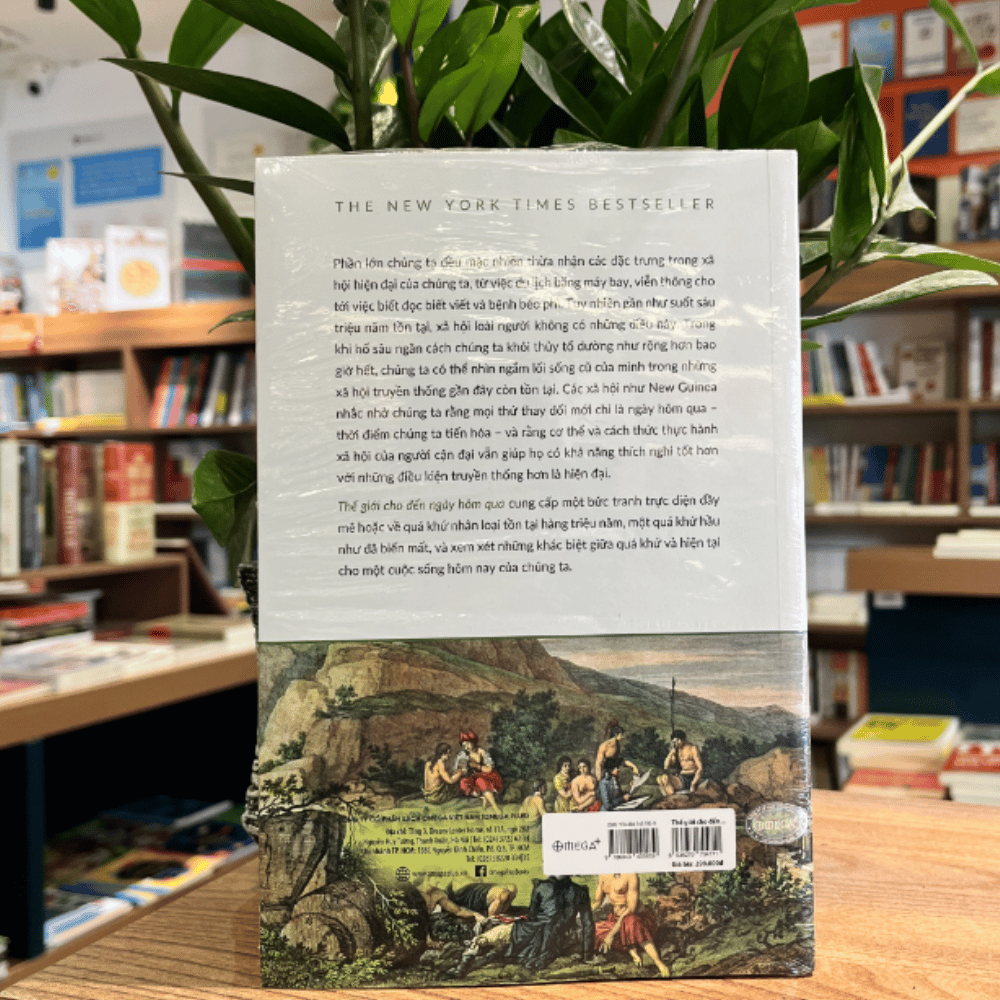 THE NEW YORK TIMES BESTSELLER
Phần lớn chúng ta đều mặc nhiên thừa nhận các đặc trưng trong xã
hội hiện đại của chúng ta, từ việc du lịch bằng máy bay, viễn thông cho
tới việc biết đọc biết viết và bệnh béo phì. Tuy nhiên gần như suốt sáu
triệu năm tồn tại, xã hội loài người không có những điều này. Trong
khi hố sâu ngăn cách chúng ta khỏi thủy tổ dường như rộng hơn bao
giờ hết, chúng ta có thể nhìn ngắm lối sống cũ của mình trong những
xã hội truyền thống gần đây còn tồn tại. Các xã hội như New Guinea
nhắc nhở chúng ta rằng mọi thứ thay đổi mới chỉ là ngày hôm qua –
thời điểm chúng ta tiến hóa – và rằng cơ thể và cách thức thực hành
xã hội của người cận đại vẫn giúp họ có khả năng thích nghi tốt hơn
với những điều kiện truyền thống hơn là hiện đại.
Thế giới cho đến ngày hôm qua cung cấp một bức tranh trực diện đầy
mê hoặc về quá khứ nhân loại tồn tại hàng triệu năm, một quá khứ hầu
như đã biến mất, và xem xét những khác biệt giữa quá khứ và hiện tại
cho một cuộc sống hôm nay của chúng ta.
OMEGA+
Thế giới cho đến...